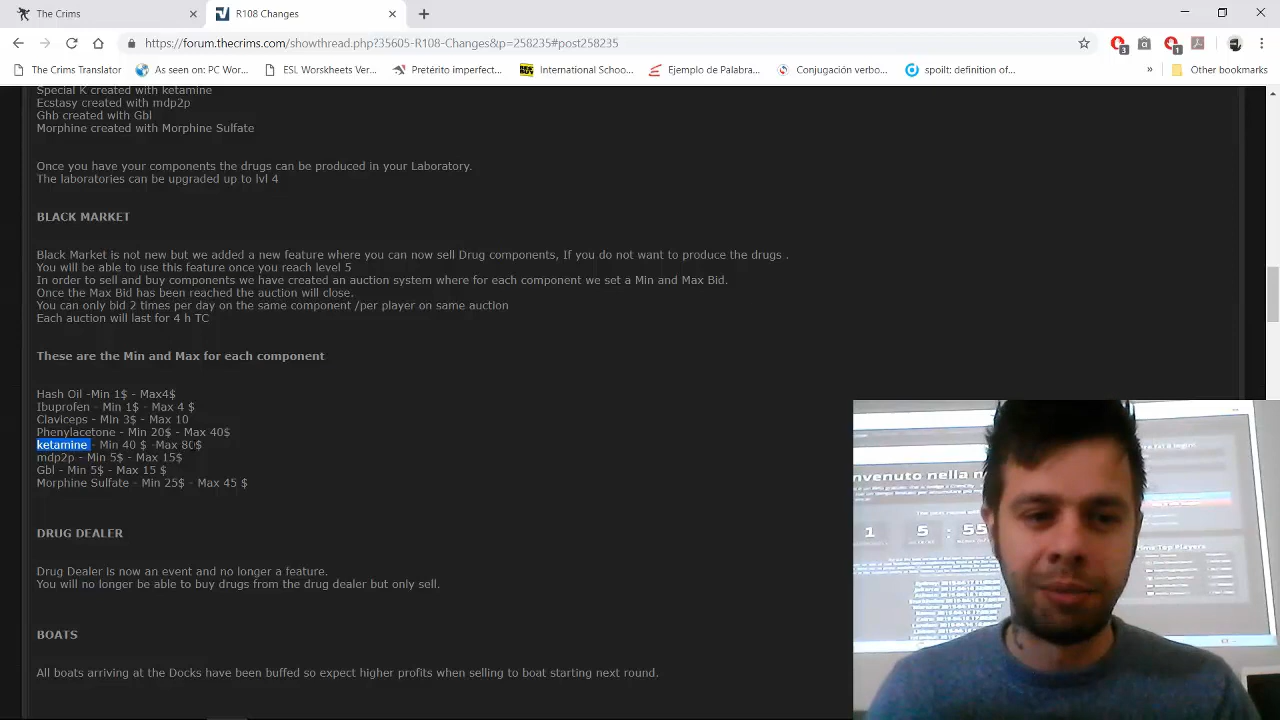 The Crims
R108 Changes
https://forum.thecrims.com/showthread.php?35605-R108-Changes&p=258235#post258235
3
1
The Crims Translator
As seen on: PC Wor...
ESL Worskheets Ver...
Pretérito imperfect...
International Schoo...
Ejemplo de Palabra...
Conjugación verbo...
spoilt: definition of...
»
Other bookmarks
Special K created with ketamine
Ecstasy created with mdp2p
Ghb created with Gbl
Morphine created with Morphine Sulfate
Once you have your components the drugs can be produced in your Laboratory.
The laboratories can be upgraded up to lvl 4
BLACK MARKET
Black Market is not new but we added a new feature where you can now sell Drug components, If you do not want to produce the drugs .
You will be able to use this feature once you reach level 5
In order to sell and buy components we have created an auction system where for each component we set a Min and Max Bid.
Once the Max Bid has been reached the auction will close.
You can only bid 2 times per day on the same component /per player on same auction
Each auction will last for 4 h TC
These are the Min and Max for each component
Hash Oil -Min 1$ - Max4$
Ibuprofen - Min 1$ - Max 4 $
Claviceps - Min 3$ - Max 10
Phenylacetone - Min 20$ - Max 40$
ketamine - Min 40 $ -Max 80$
mdp2p - Min 5$ - Max 15$
Gbl - Min 5$ - Max 15 $
Morphine Sulfate - Min 25$ - Max 45 $
DRUG DEALER
Drug Dealer is now an event and no longer a feature.
You will no longer be able to buy drugs from the drug dealer but only sell.
BOATS
All boats arriving at the Docks have been buffed so expect higher profits when selling to boat starting next round.
nvenuto nella n
1 5 : 55
Top Players